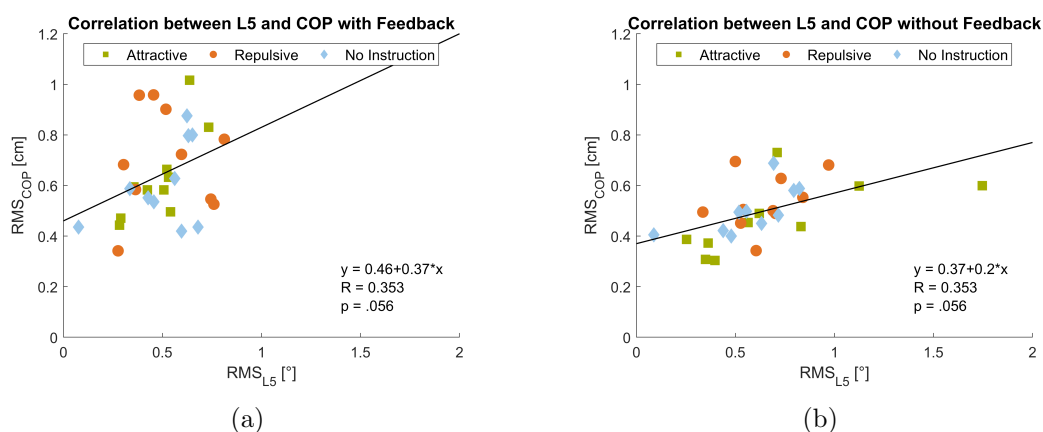 Correlation between L5 and COP with Feedback
1.2
Attractive Repulsive No Instruction
1
0.8
0.6
0.4
0.2
0
RMS_COP [cm]
y = 0.46+0.37*x
R = 0.353
p = .056
0 0.5 1 1.5 2
RMS_L5 [°]
(a)
Correlation between L5 and COP without Feedback
1.2
Attractive Repulsive No Instruction
1
0.8
0.6
0.4
0.2
0
RMS_COP [cm]
y = 0.37+0.2*x
R = 0.353
p = .056
0 0.5 1 1.5 2
RMS_L5 [°]
(b)